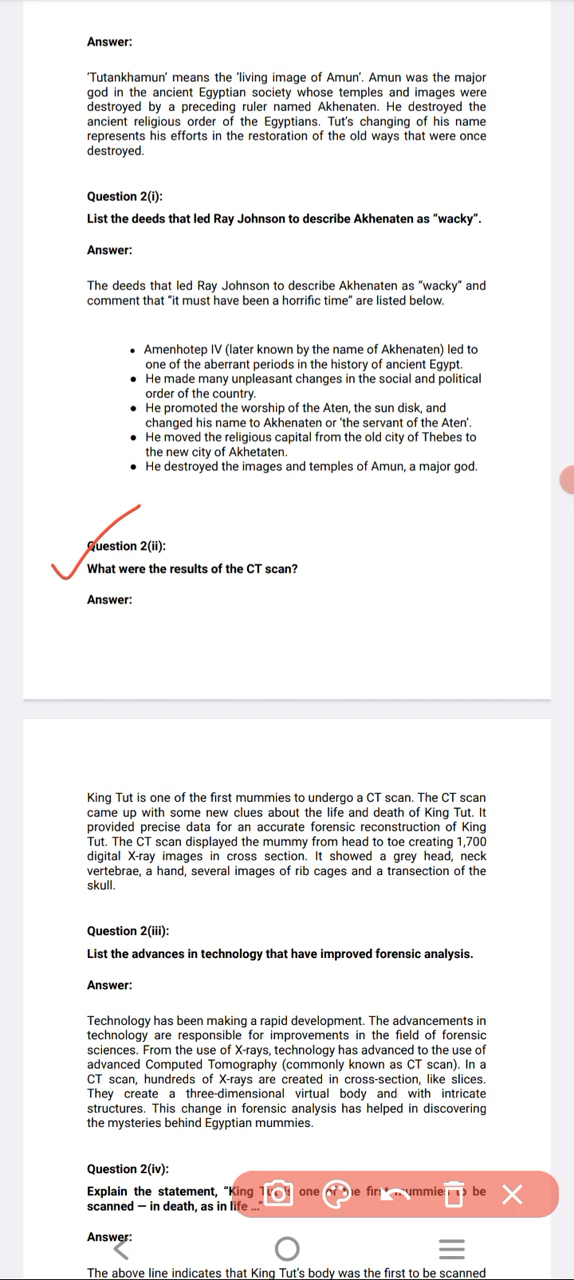 Answer:
‘Tutankhamun’ means the ‘living image of Amun’. Amun was the major
god in the ancient Egyptian society whose temples and images were
destroyed by a preceding ruler named Akhenaten. He destroyed the
ancient religious order of the Egyptians. Tut's changing of his name
represents his efforts in the restoration of the old ways that were once
destroyed.
Question 2(i):
List the deeds that led Ray Johnson to describe Akhenaten as “wacky”.
Answer:
The deeds that led Ray Johnson to describe Akhenaten as “wacky” and
comment that “it must have been a horrific time” are listed below.
• Amenhotep IV (later known by the name of Akhenaten) led to
one of the aberrant periods in the history of ancient Egypt.
• He made many unpleasant changes in the social and political
order of the country.
• He promoted the worship of the Aten, the sun disk, and
changed his name to Akhenaten or ‘the servant of the Aten’.
• He moved the religious capital from the old city of Thebes to
the new city of Akhetaten.
• He destroyed the images and temples of Amun, a major god.
Question 2(ii):
What were the results of the CT scan?
Answer:
King Tut is one of the first mummies to undergo a CT scan. The CT scan
came up with some new clues about the life and death of King Tut. It
provided precise data for an accurate forensic reconstruction of King
Tut. The CT scan displayed the mummy from head to toe creating 1,700
digital X-ray images in cross section. It showed a grey head, neck
vertebrae, a hand, several images of rib cages and a transection of the
skull.
Question 2(iii):
List the advances in technology that have improved forensic analysis.
Answer:
Technology has been making a rapid development. The advancements in
technology are responsible for improvements in the field of forensic
sciences. From the use of X-rays, technology has advanced to the use of
advanced Computed Tomography (commonly known as CT scan). In a
CT scan, hundreds of X-rays are created in cross-section, like slices.
They create a three-dimensional virtual body and with intricate
structures. This change in forensic analysis has helped in discovering
the mysteries behind Egyptian mummies.
Question 2(iv):
Explain the statement, “King Tut is one of the first mummies to be
scanned — in death, as in life ...”
Answer:
The above line indicates that King Tut's body was the first to be scanned